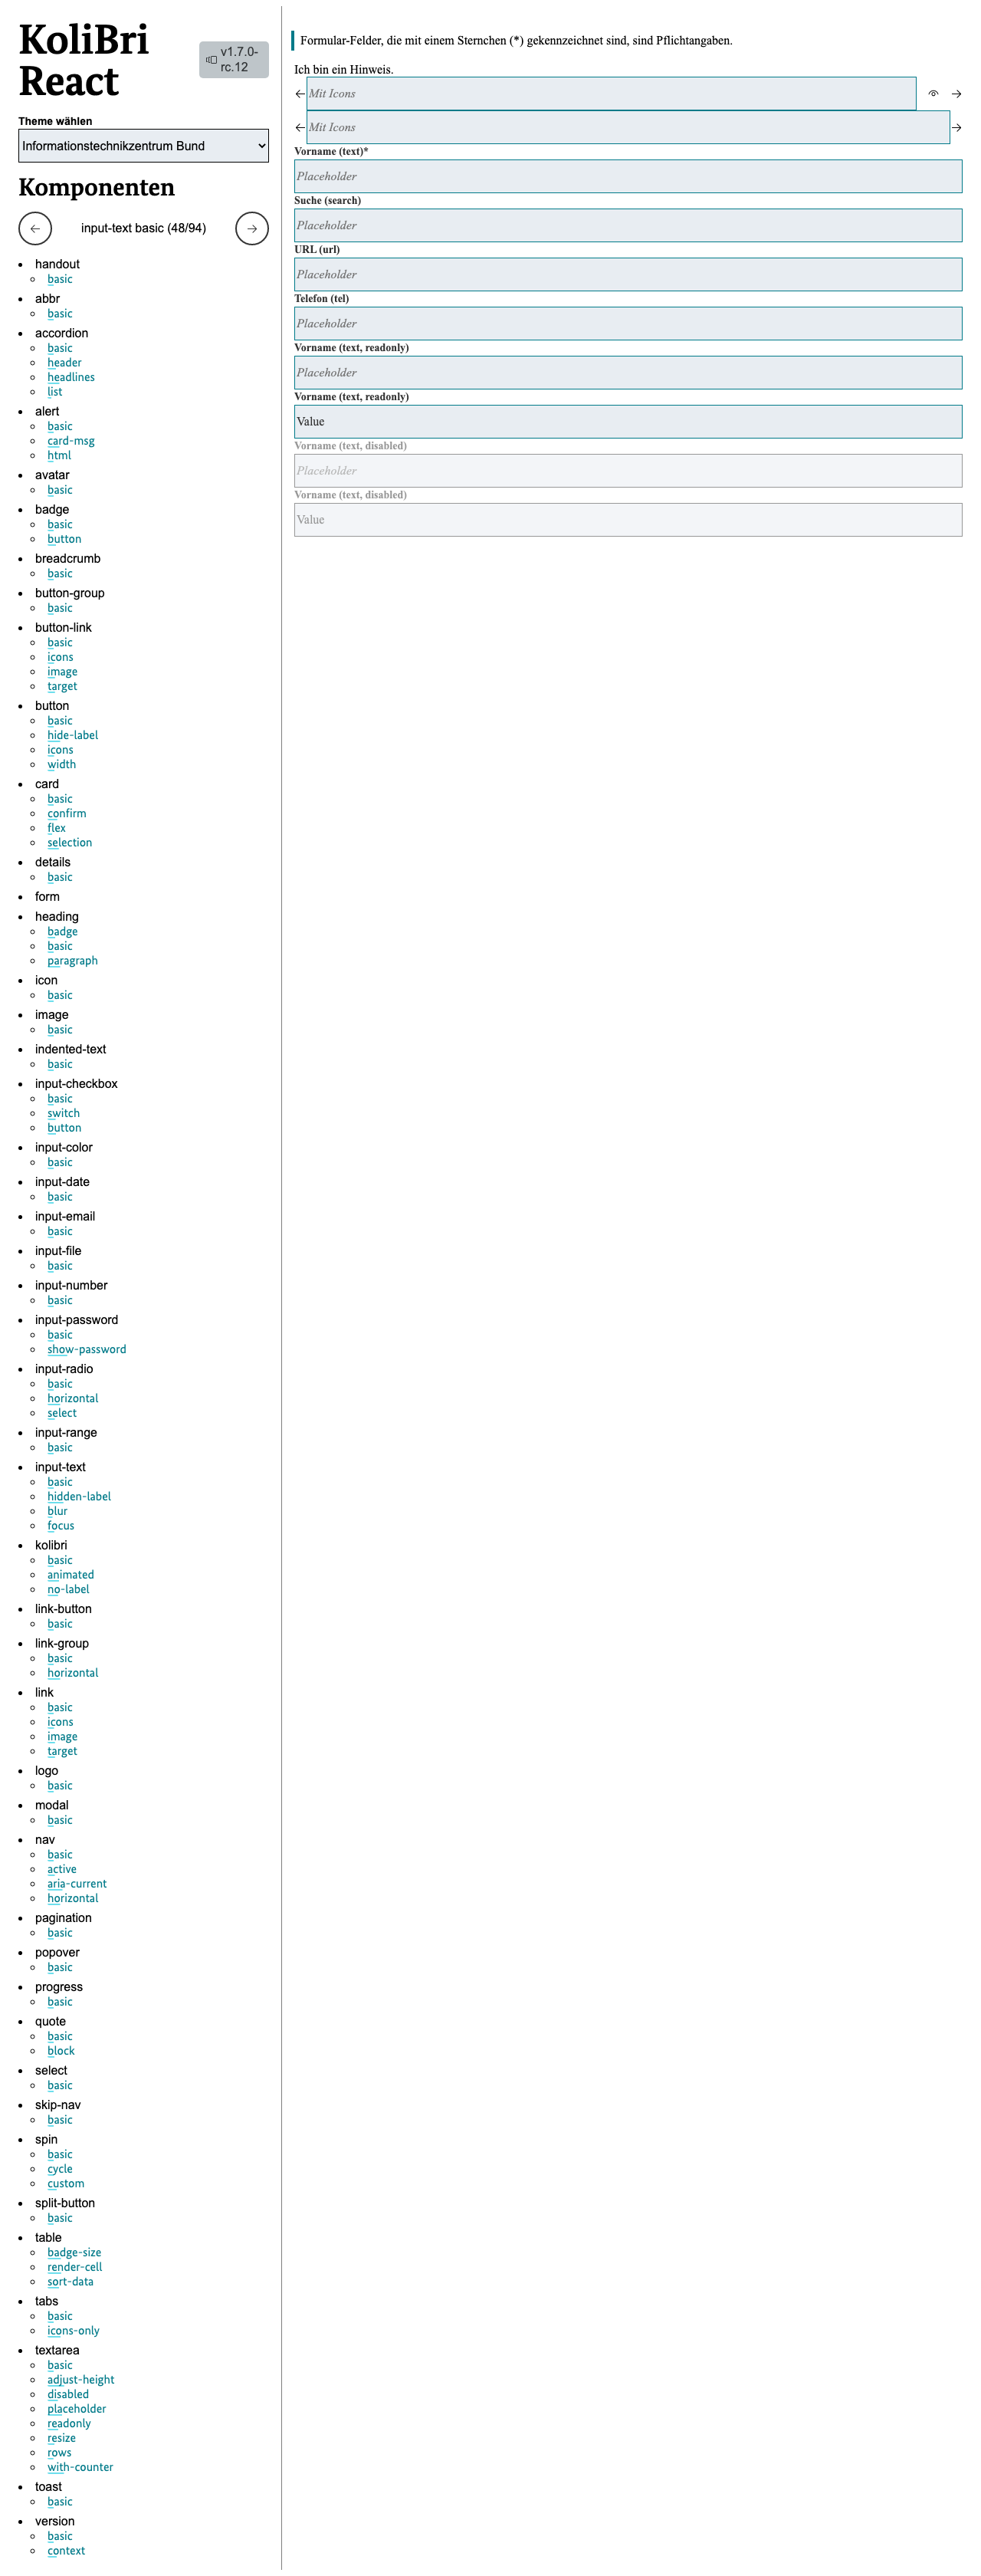 KoliBri
React
v1.7.0-
rc.12
Theme wählen
Informationstechnikzentrum Bund
Komponenten
input-text basic (48/94)
handout
basic
abbr
basic
accordion
basic
header
headlines
list
alert
basic
card-msg
html
avatar
basic
badge
basic
button
breadcrumb
basic
button-group
basic
button-link
basic
icons
image
target
button
basic
hide-label
icons
width
card
basic
confirm
flex
selection
details
basic
form
heading
badge
basic
paragraph
icon
basic
image
basic
indented-text
basic
input-checkbox
basic
switch
button
input-color
basic
input-date
basic
input-email
basic
input-file
basic
input-number
basic
input-password
basic
show-password
input-radio
basic
horizontal
select
input-range
basic
input-text
basic
hidden-label
blur
focus
kolibri
basic
animated
no-label
link-button
basic
link-group
basic
horizontal
link
basic
icons
image
target
logo
basic
modal
basic
nav
basic
active
aria-current
horizontal
pagination
basic
popover
basic
progress
basic
quote
basic
block
select
basic
skip-nav
basic
spin
basic
cycle
custom
split-button
basic
table
badge-size
render-cell
sort-data
tabs
basic
icons-only
textarea
basic
adjust-height
disabled
placeholder
readonly
resize
rows
with-counter
toast
basic
version
basic
context
Formular-Felder, die mit einem Sternchen (*) gekennzeichnet sind, sind Pflichtangaben.
Ich bin ein Hinweis.
Mit Icons
Mit Icons
Vorname (text)*
Placeholder
Suche (search)
Placeholder
URL (url)
Placeholder
Telefon (tel)
Placeholder
Vorname (text, readonly)
Placeholder
Vorname (text, readonly)
Value
Vorname (text, disabled)
Placeholder
Vorname (text, disabled)
Value